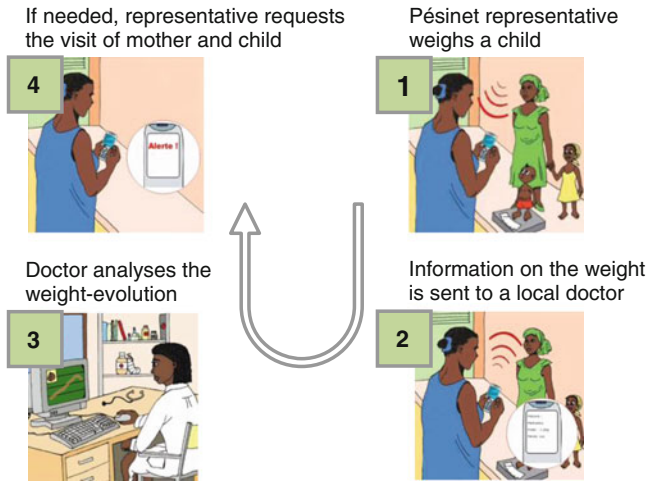 If needed, representative requests
the visit of mother and child
4
Alerte !
Pésinet representative
weighs a child
1
Doctor analyses the
weight-evolution
3
Information on the weight
is sent to a local doctor
2